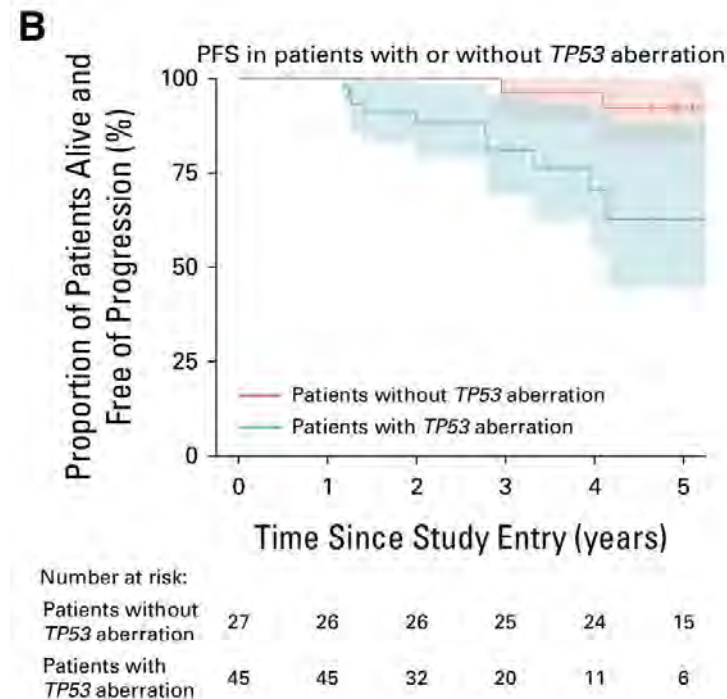 B
PFS in patients with or without TP53 aberration
Proportion of Patients Alive and
Free of Progression (%)
100
75
50
25
0
Patients without TP53 aberration
Patients with TP53 aberration
0 1 2 3 4 5
Time Since Study Entry (years)
Number at risk:
Patients without
TP53 aberration 27 26 26 25 24 15
Patients with
TP53 aberration 45 45 32 20 11 6